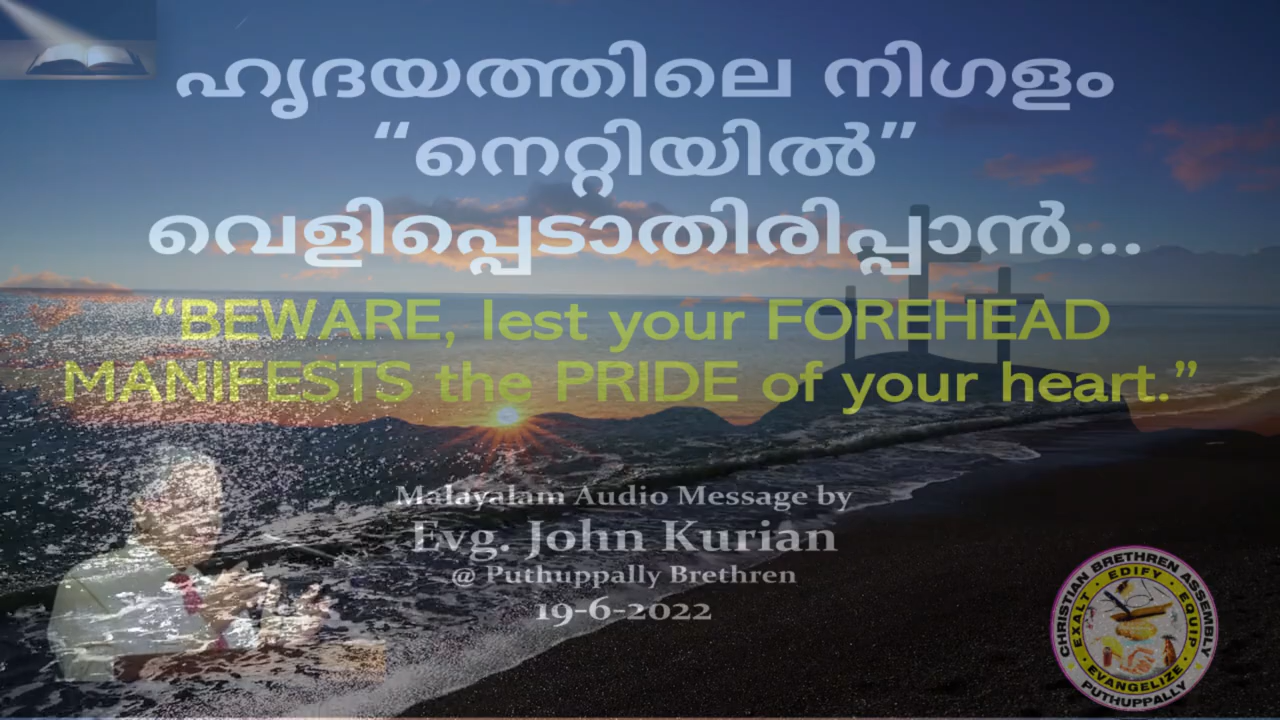 ഹൃദയത്തിലെ നിഗളം
“നെറ്റിയിൽ”
വെളിപ്പെടാതിരിപ്പാൻ...
“BEWARE, lest your FOREHEAD
MANIFESTS the PRIDE of your heart.”
Malayalam Audio Message by
Evg. John Kurian
@ Puthuppally Brethren
19-6-2022
CHRISTIAN BRETHREN ASSEMBLY
EXALT EDIFY EQUIP
EVANGELIZE
PUTHUPPALLY